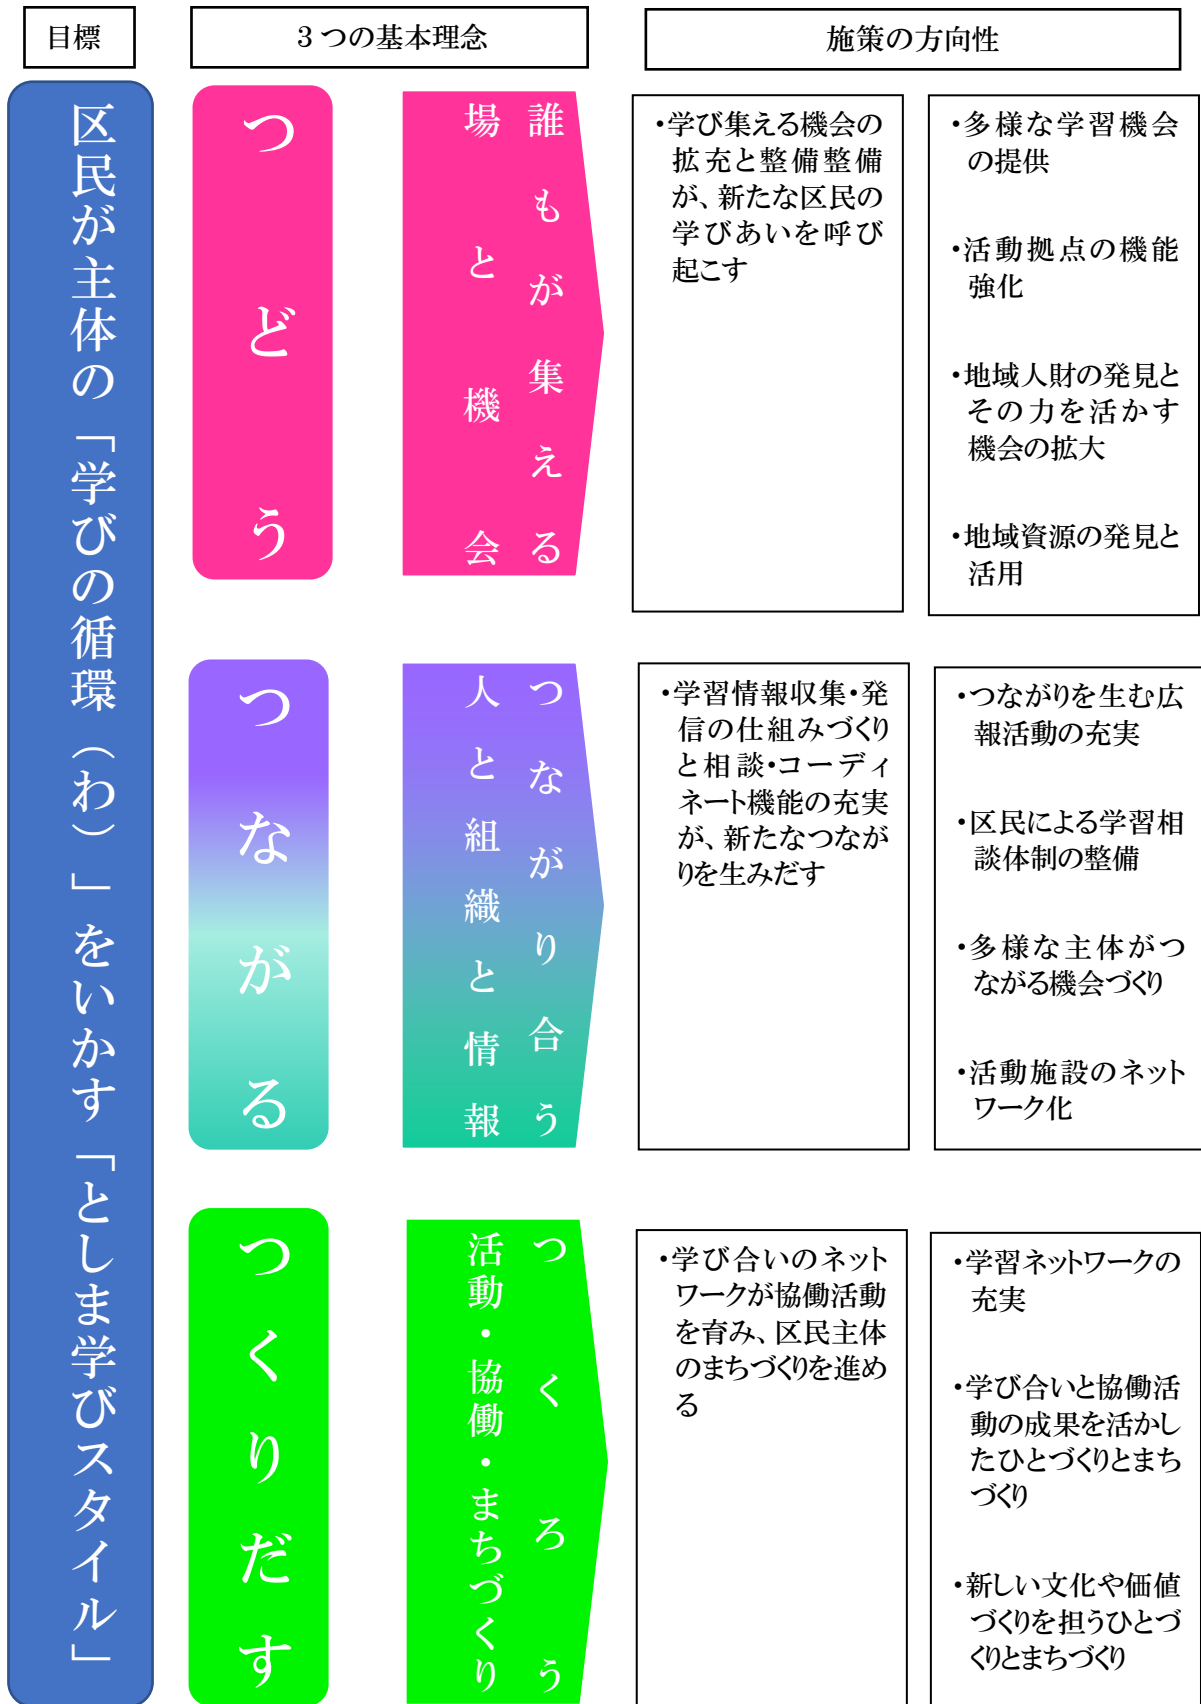 目標
3つの基本理念
施策の方向性
区民が主体の「学びの循環（わ）」をいかす「としま学びスタイル」
つどう
誰もが集える
場と機会
・学び集える機会の
拡充と整備整備
が、新たな区民の
学びあいを呼び
起こす
・多様な学習機会
の提供
・活動拠点の機能
強化
・地域人財の発見と
その力を活かす
機会の拡大
・地域資源の発見と
活用
つながる
つながり合う
人と組織と情報
・学習情報収集・発
信の仕組みづくり
と相談・コーディ
ネート機能の充実
が、新たなつなが
りを生みだす
・つながりを生む広
報活動の充実
・区民による学習相
談体制の整備
・多様な主体がつ
ながる機会づくり
・活動施設のネット
ワーク化
つくりだす
つくろう
活動・協働・まちづくり
・学び合いのネット
ワークが協働活動
を育み、区民主体
のまちづくりを進め
る
・学習ネットワークの
充実
・学び合いと協働活
動の成果を活かし
たひとづくりとまち
づくり
・新しい文化や価値
づくりを担うひとづ
くりとまちづくり